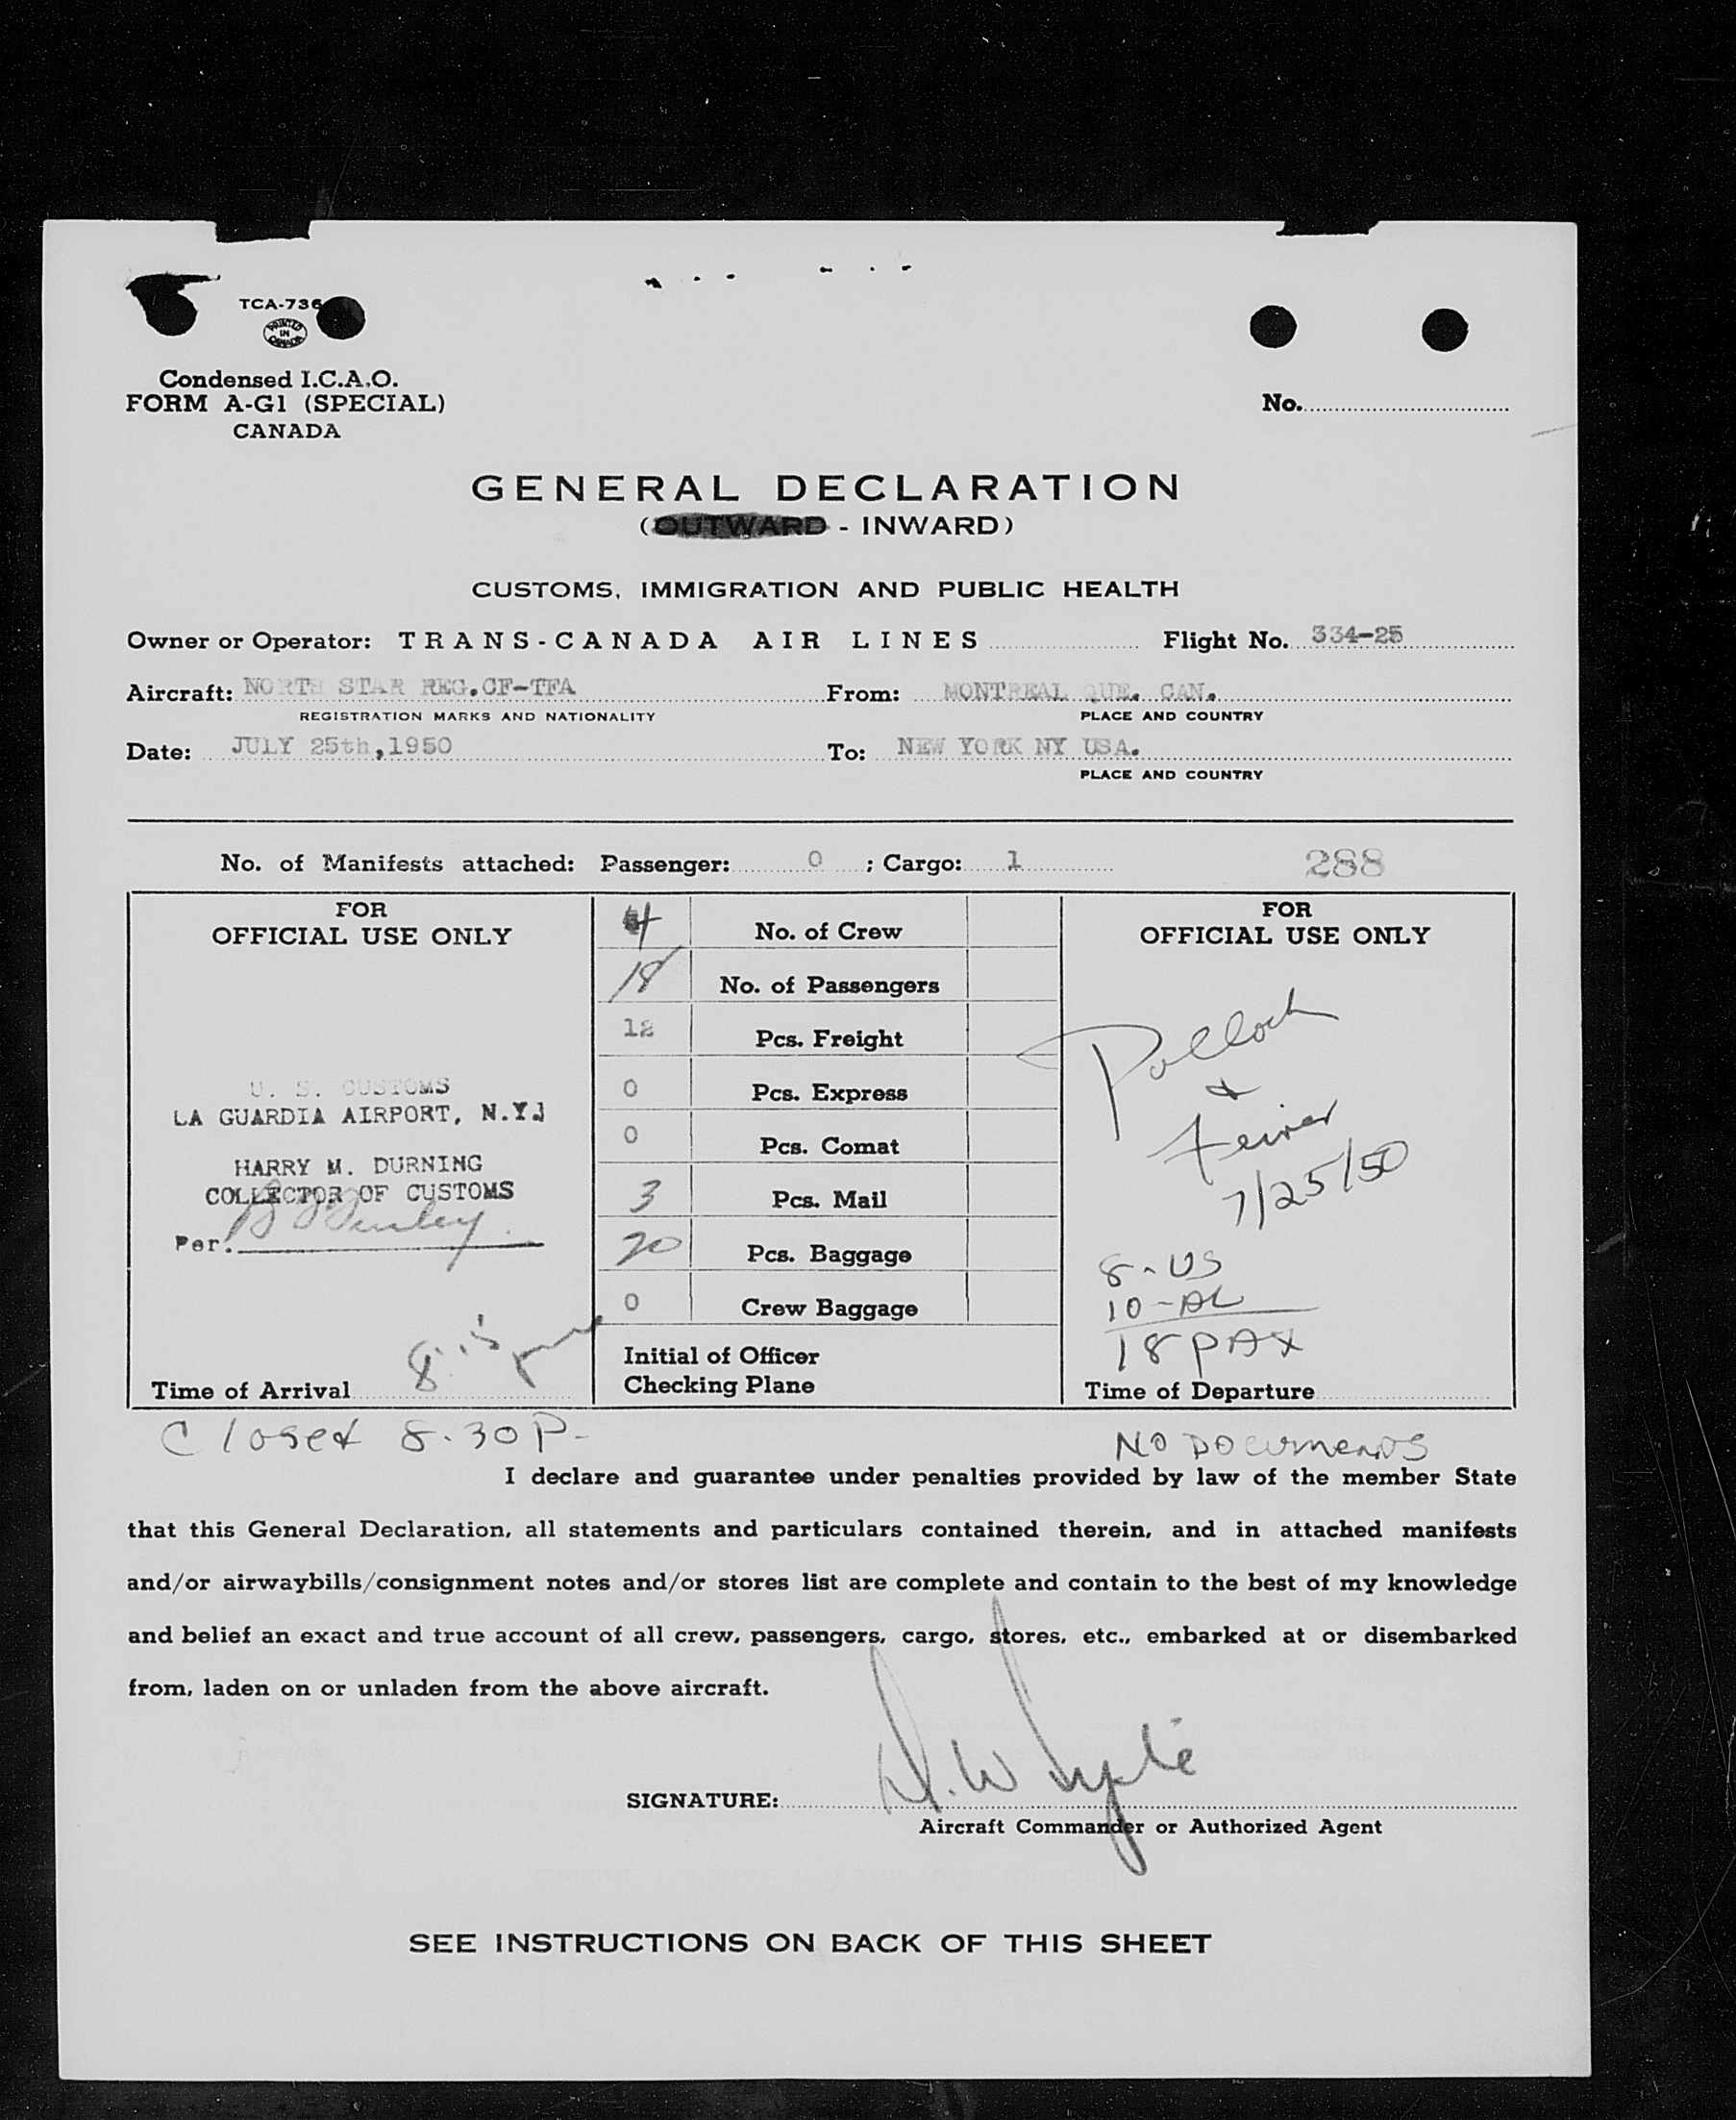 TCA-736
PRINTED IN CANADA
Condensed I.C.A.O.
FORM A-G1 (SPECIAL)
CANADA
No.
GENERAL DECLARATION
(OUTWARD - INWARD)
CUSTOMS, IMMIGRATION AND PUBLIC HEALTH
Owner or Operator: TRANS-CANADA AIR LINES Flight No. 334-25
Aircraft: NORTH STAR REG.CF-TFA From: MONTREAL QUE. CAN.
REGISTRATION MARKS AND NATIONALITY PLACE AND COUNTRY
Date: JULY 25th,1950 To: NEW YORK NY USA.
PLACE AND COUNTRY
No. of Manifests attached: Passenger: 0 ; Cargo: 1 288
FOR
OFFICIAL USE ONLY
U. S. CUSTOMS
LA GUARDIA AIRPORT, N.Y.
HARRY M. DURNING
COLLECTOR OF CUSTOMS
Per.
Time of Arrival 8:15 pm
4 No. of Crew
18 No. of Passengers
12 Pcs. Freight
0 Pcs. Express
0 Pcs. Comat
3 Pcs. Mail
20 Pcs. Baggage
0 Crew Baggage
Initial of Officer
Checking Plane
FOR
OFFICIAL USE ONLY
Pollock
&
7/25/50
8-US
10-AL
18 PAX
Time of Departure
Closed 8.30P-
NO DOCUMENTS
I declare and guarantee under penalties provided by law of the member State
that this General Declaration, all statements and particulars contained therein, and in attached manifests
and/or airwaybills/consignment notes and/or stores list are complete and contain to the best of my knowledge
and belief an exact and true account of all crew, passengers, cargo, stores, etc., embarked at or disembarked
from, laden on or unladen from the above aircraft.
SIGNATURE:
Aircraft Commander or Authorized Agent
SEE INSTRUCTIONS ON BACK OF THIS SHEET